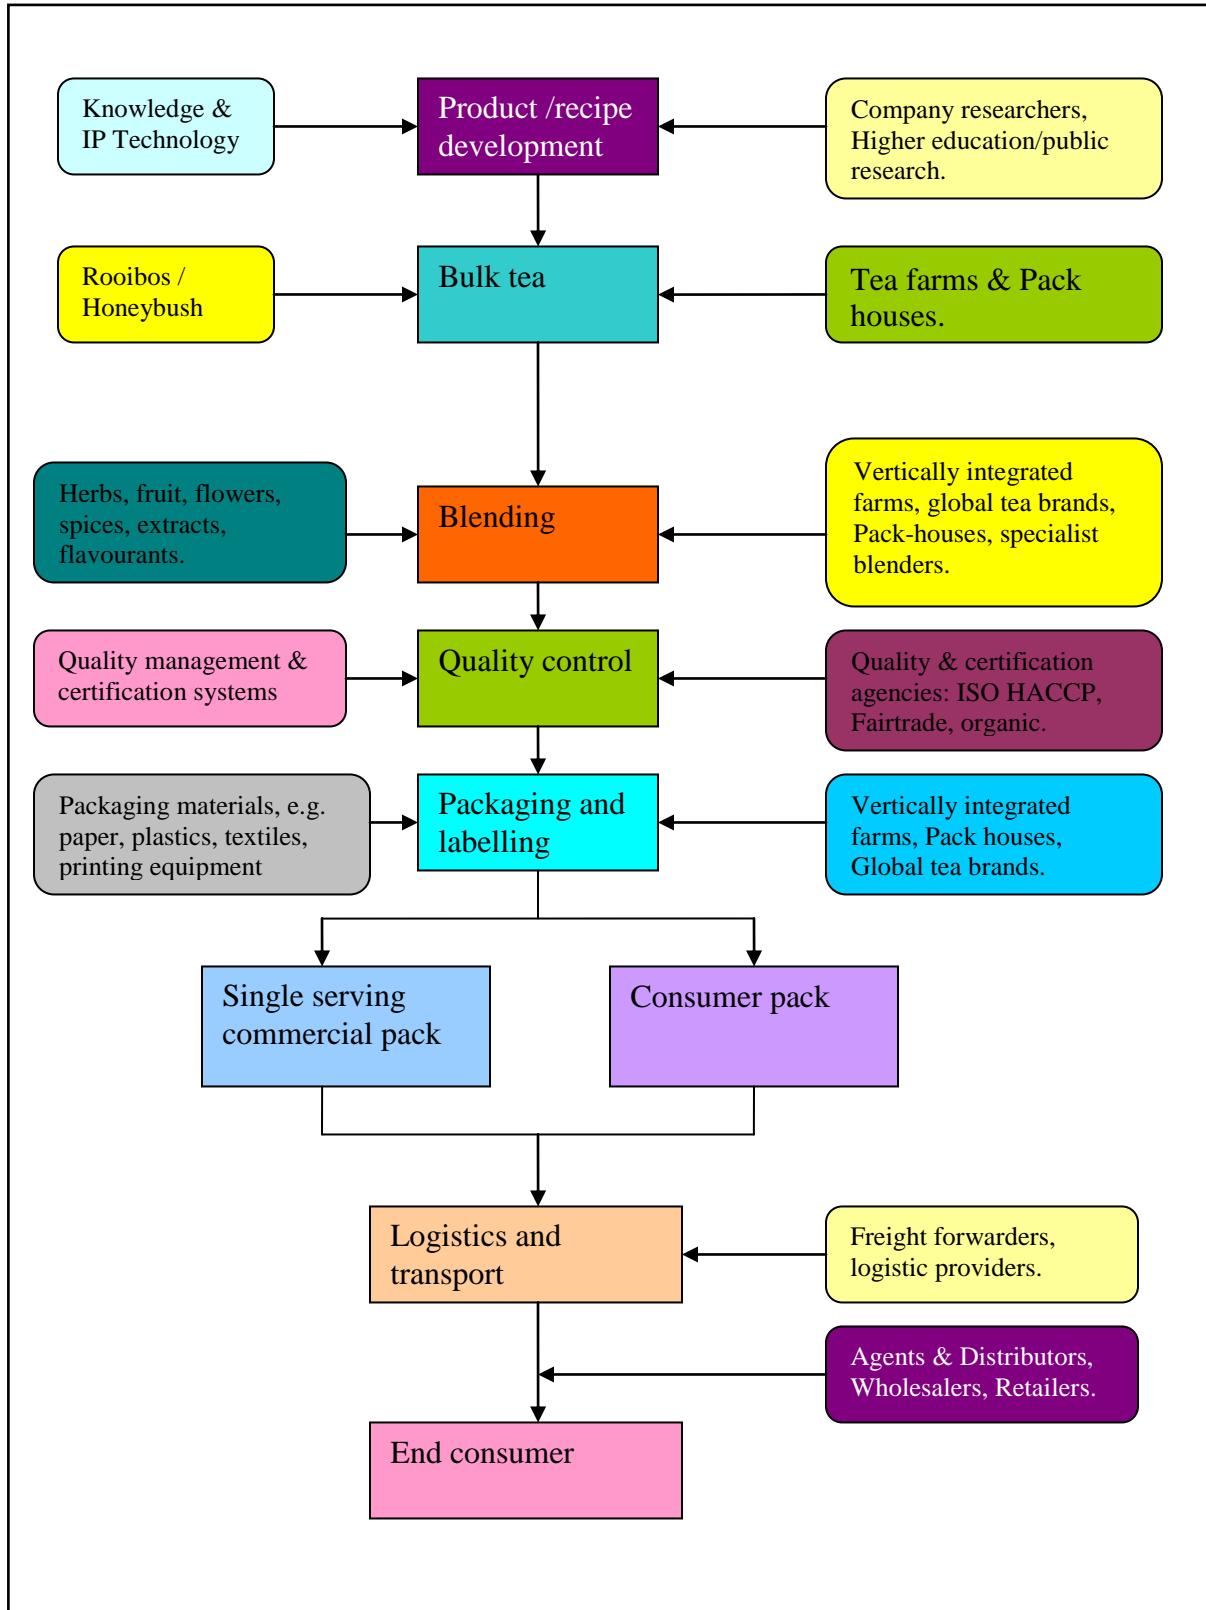 Knowledge &
IP Technology
Product /recipe
development
Company researchers,
Higher education/public
research.
Rooibos /
Honeybush
Bulk tea
Tea farms & Pack
houses.
Herbs, fruit, flowers,
spices, extracts,
flavourants.
Blending
Vertically integrated
farms, global tea brands,
Pack-houses, specialist
blenders.
Quality management &
certification systems
Quality control
Quality & certification
agencies: ISO HACCP,
Fairtrade, organic.
Packaging materials, e.g.
paper, plastics, textiles,
printing equipment
Packaging and
labelling
Vertically integrated
farms, Pack houses,
Global tea brands.
Single serving
commercial pack
Consumer pack
Logistics and
transport
Freight forwarders,
logistic providers.
Agents & Distributors,
Wholesalers, Retailers.
End consumer